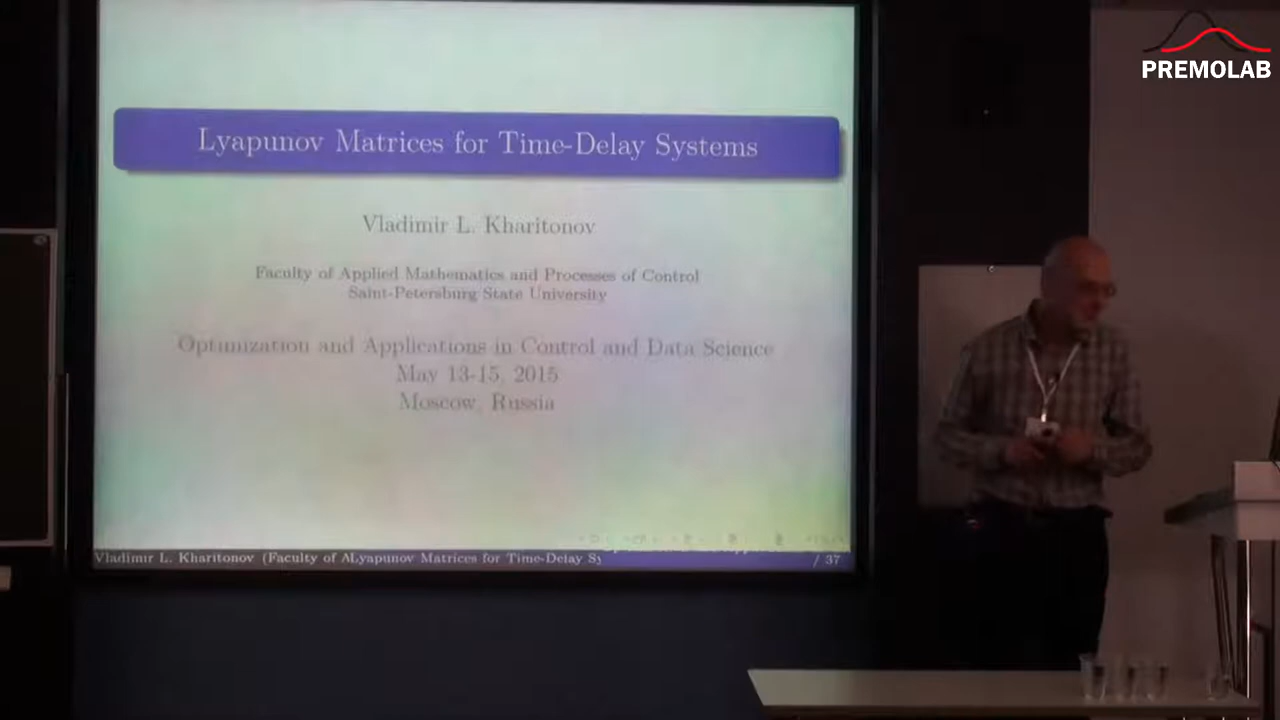 PREMOLAB
Lyapunov Matrices for Time-Delay Systems
Vladimir L. Kharitonov
Faculty of Applied Mathematics and Processes of Control
Saint-Petersburg State University
Optimization and Applications in Control and Data Science
May 13-15, 2015
Moscow, Russia
Vladimir L. Kharitonov (Faculty of ALyapunov Matrices for Time-Delay Sy
/ 37